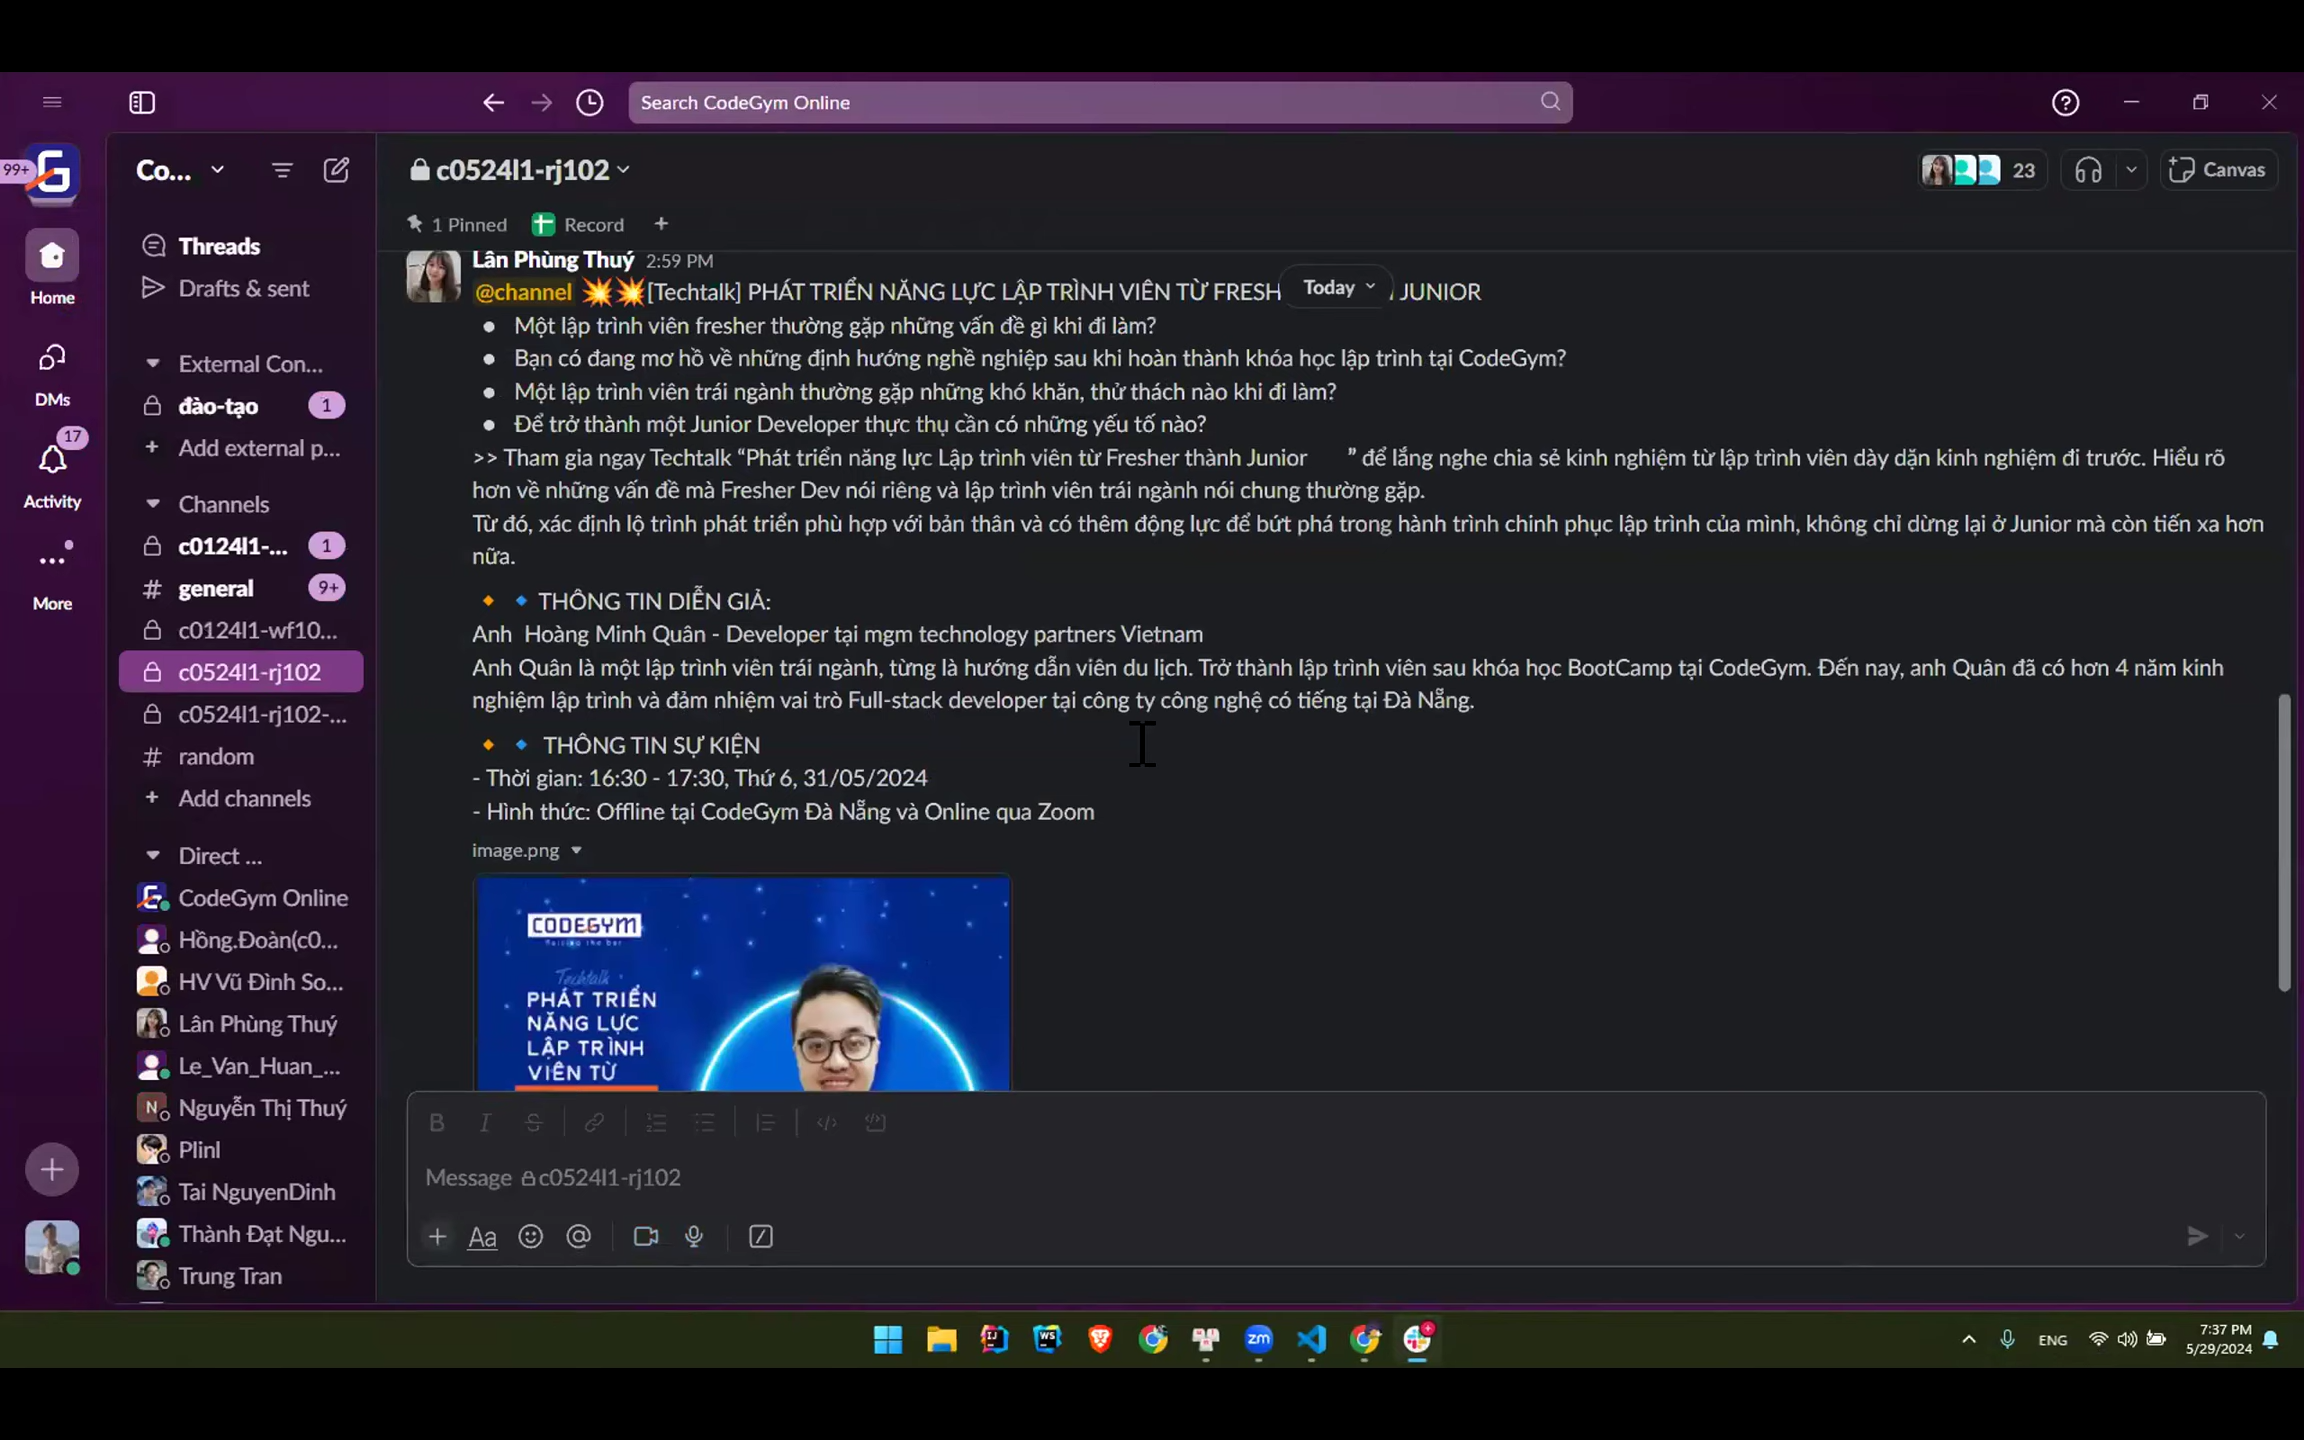 Search CodeGym Online
99+
Co...
Home
DMs
17
Activity
More
Threads
Drafts & sent
External Con...
đào-tạo 1
Add external p...
Channels
c0124l1-... 1
general 9+
c0124l1-wf10...
c0524l1-rj102
c0524l1-rj102-...
random
Add channels
Direct ...
CodeGym Online
Hồng.Đoàn(c0...
HV Vũ Đình So...
Lân Phùng Thuý
Le_Van_Huan_...
N Nguyễn Thị Thuý
Plinl
Tai NguyenDinh
Thành Đạt Ngu...
Trung Tran
c0524l1-rj102
23
Canvas
1 Pinned
Record
Today
Lân Phùng Thuý 2:59 PM
@channel 💥💥[Techtalk] PHÁT TRIỂN NĂNG LỰC LẬP TRÌNH VIÊN TỪ FRESH JUNIOR
• Một lập trình viên fresher thường gặp những vấn đề gì khi đi làm?
• Bạn có đang mơ hồ về những định hướng nghề nghiệp sau khi hoàn thành khóa học lập trình tại CodeGym?
• Một lập trình viên trái ngành thường gặp những khó khăn, thử thách nào khi đi làm?
• Để trở thành một Junior Developer thực thụ cần có những yếu tố nào?
>> Tham gia ngay Techtalk “Phát triển năng lực Lập trình viên từ Fresher thành Junior ” để lắng nghe chia sẻ kinh nghiệm từ lập trình viên dày dặn kinh nghiệm đi trước. Hiểu rõ
hơn về những vấn đề mà Fresher Dev nói riêng và lập trình viên trái ngành nói chung thường gặp.
Từ đó, xác định lộ trình phát triển phù hợp với bản thân và có thêm động lực để bứt phá trong hành trình chinh phục lập trình của mình, không chỉ dừng lại ở Junior mà còn tiến xa hơn
nữa.
🔸 🔹 THÔNG TIN DIỄN GIẢ:
Anh Hoàng Minh Quân - Developer tại mgm technology partners Vietnam
Anh Quân là một lập trình viên trái ngành, từng là hướng dẫn viên du lịch. Trở thành lập trình viên sau khóa học BootCamp tại CodeGym. Đến nay, anh Quân đã có hơn 4 năm kinh
nghiệm lập trình và đảm nhiệm vai trò Full-stack developer tại công ty công nghệ có tiếng tại Đà Nẵng.
🔸 🔹 THÔNG TIN SỰ KIỆN
- Thời gian: 16:30 - 17:30, Thứ 6, 31/05/2024
- Hình thức: Offline tại CodeGym Đà Nẵng và Online qua Zoom
image.png
CODEGYM
Raising the bar
Techtalk
PHÁT TRIỂN
NĂNG LỰC
LẬP TRÌNH
VIÊN TỪ
Message c0524l1-rj102
Aa
IJ
WS
zm
ENG
7:37 PM
5/29/2024